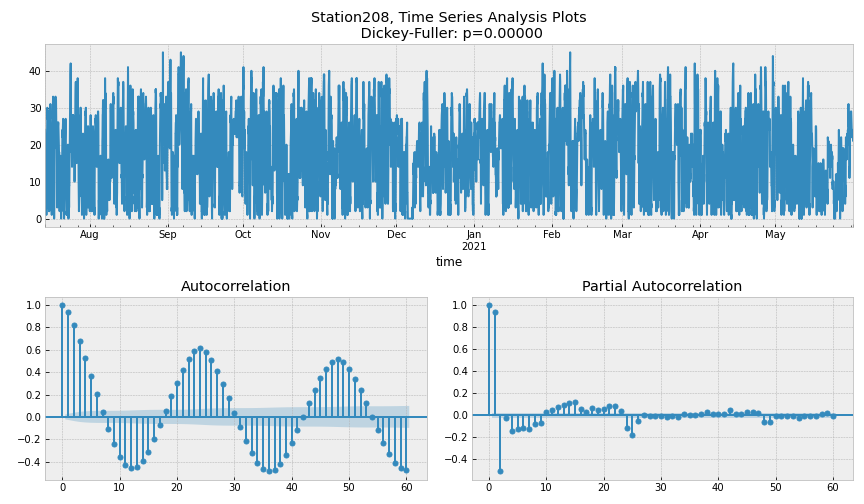 Station208, Time Series Analysis Plots
Dickey-Fuller: p=0.00000
40
30
20
10
0
Aug Sep Oct Nov Dec Jan Feb Mar Apr May
2021
time
Autocorrelation
1.0
0.8
0.6
0.4
0.2
0.0
−0.2
−0.4
0 10 20 30 40 50 60
Partial Autocorrelation
1.0
0.8
0.6
0.4
0.2
0.0
−0.2
−0.4
0 10 20 30 40 50 60